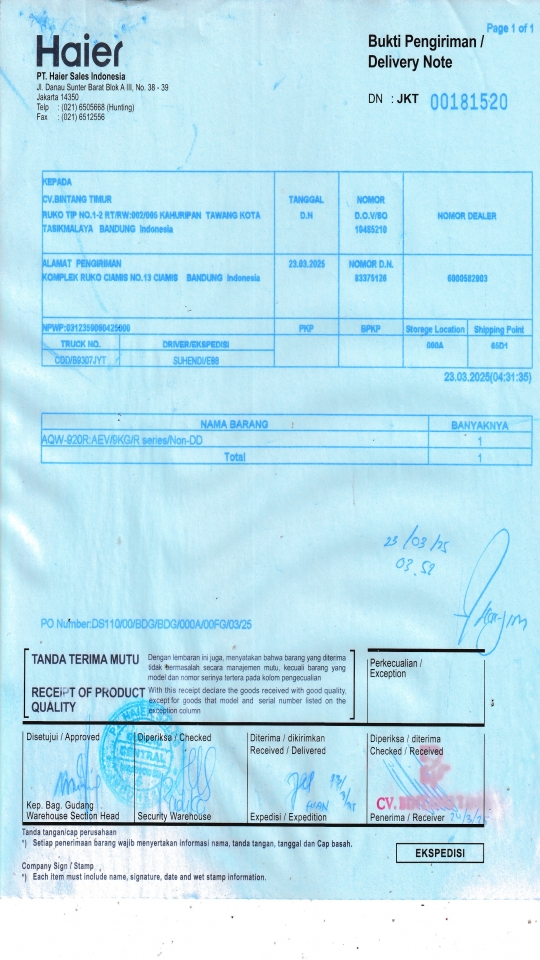 Page 1 of 1
Haier
Bukti Pengiriman /
Delivery Note
PT. Haier Sales Indonesia
Jl. Danau Sunter Barat Blok A III, No. 38 - 39
Jakarta 14350
Telp : (021) 6505668 (Hunting)
Fax : (021) 6512556
DN : JKT 00181520
KEPADA
CV.BINTANG TIMUR
RUKO TIP NO.1-2 RT/RW:002/006 KAHURIPAN TAWANG KOTA
TASIKMALAYA BANDUNG Indonesia
TANGGAL
D.N
NOMOR
D.O.V/SO
10485210
NOMOR DEALER
ALAMAT PENGIRIMAN
KOMPLEK RUKO CIAMIS NO.13 CIAMIS BANDUNG Indonesia
23.03.2025
NOMOR D.N.
83375126
6000582903
NPWP:0312359060425000
PKP
BPKP
Storage Location
Shipping Point
TRUCK NO.
DRIVER/EKSPEDISI
000A
65D1
CDD/B9307JYT
SUHENDI/E98
23.03.2025(04:31:35)
NAMA BARANG BANYAKNYA
AQW-920R.AEV/9KG/R series/Non-DD 1
Total 1
23/03/25
03.58
PO Number:DS110/00/BDG/BDG/000A/00FG/03/25
TANDA TERIMA MUTU
Dengan lembaran ini juga, menyatakan bahwa barang yang diterima
tidak bermasalah secara manajemen mutu, kecuali barang yang
model dan nomor serinya tertera pada kolom pengecualian
RECEIPT OF PRODUCT
QUALITY
With this receipt declare the goods received with good quality,
except for goods that model and serial number listed on the
exception column
Perkecualian /
Exception
Disetujui / Approved
Diperiksa / Checked
Diterima / dikirimkan
Received / Delivered
Diperiksa / diterima
Checked / Received
CENTRAL
Kep. Bag. Gudang
Warehouse Section Head
Security Warehouse
Expedisi / Expedition
Penerima / Receiver
Tanda tangan/cap perusahaan
*) Setiap penerimaan barang wajib menyertakan informasi nama, tanda tangan, tanggal dan Cap basah.
EKSPEDISI
Company Sign / Stamp
*) Each item must include name, signature, date and wet stamp information.